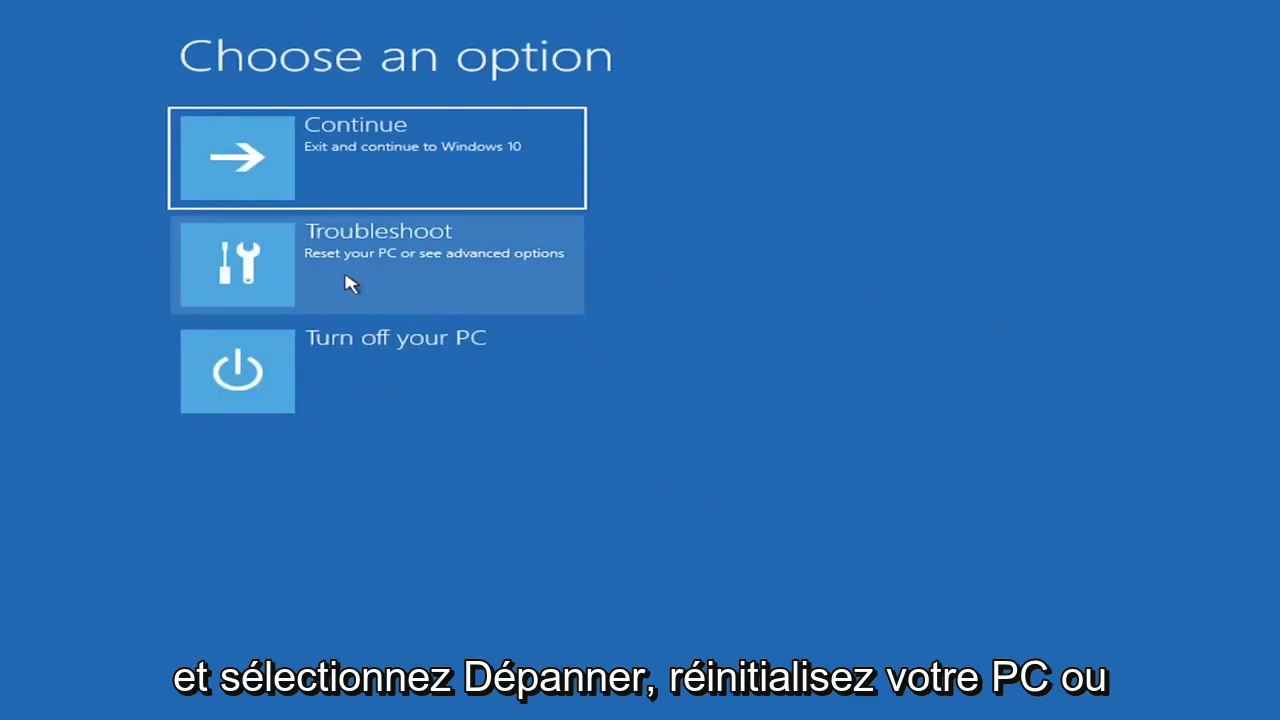 Choose an option
Continue
Exit and continue to Windows 10
Troubleshoot
Reset your PC or see advanced options
Turn off your PC
et sélectionnez Dépanner, réinitialisez votre PC ou